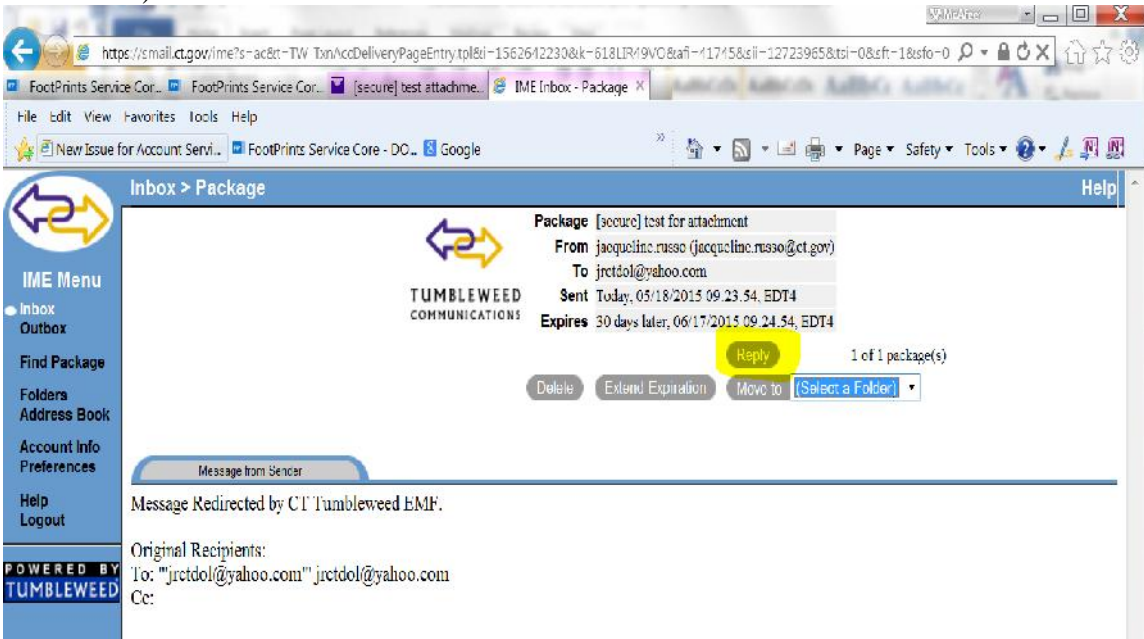 https://smail.ct.gov/ime?s=ac&t=TW_TxnAccDeliveryPageEntry.tpl&i=1562642230&k=618LIR49VO&afi=41745&sii=12723965&tsi=0&sft=1&sfo=0
FootPrints Service Cor... FootPrints Service Cor... [secure] test attachme... IME Inbox - Package
File Edit View Favorites Tools Help
New Issue for Account Servi... FootPrints Service Core - DO... Google Page Safety Tools
Inbox > Package Help
Package [secure] test for attachment
From jacqueline.russo (jacqueline.russo@ct.gov)
To jrctdol@yahoo.com
Sent Today, 05/18/2015 09.23.54, EDT4
Expires 30 days later, 06/17/2015 09.24.54, EDT4
TUMBLEWEED
COMMUNICATIONS
Reply 1 of 1 package(s)
Delete Extend Expiration Move to (Select a Folder)
IME Menu
Inbox
Outbox
Find Package
Folders
Address Book
Account Info
Preferences
Help
Logout
POWERED BY
TUMBLEWEED
Message from Sender
Message Redirected by CT Tumbleweed EMF.
Original Recipients:
To: "'jrctdol@yahoo.com'" jrctdol@yahoo.com
Cc: